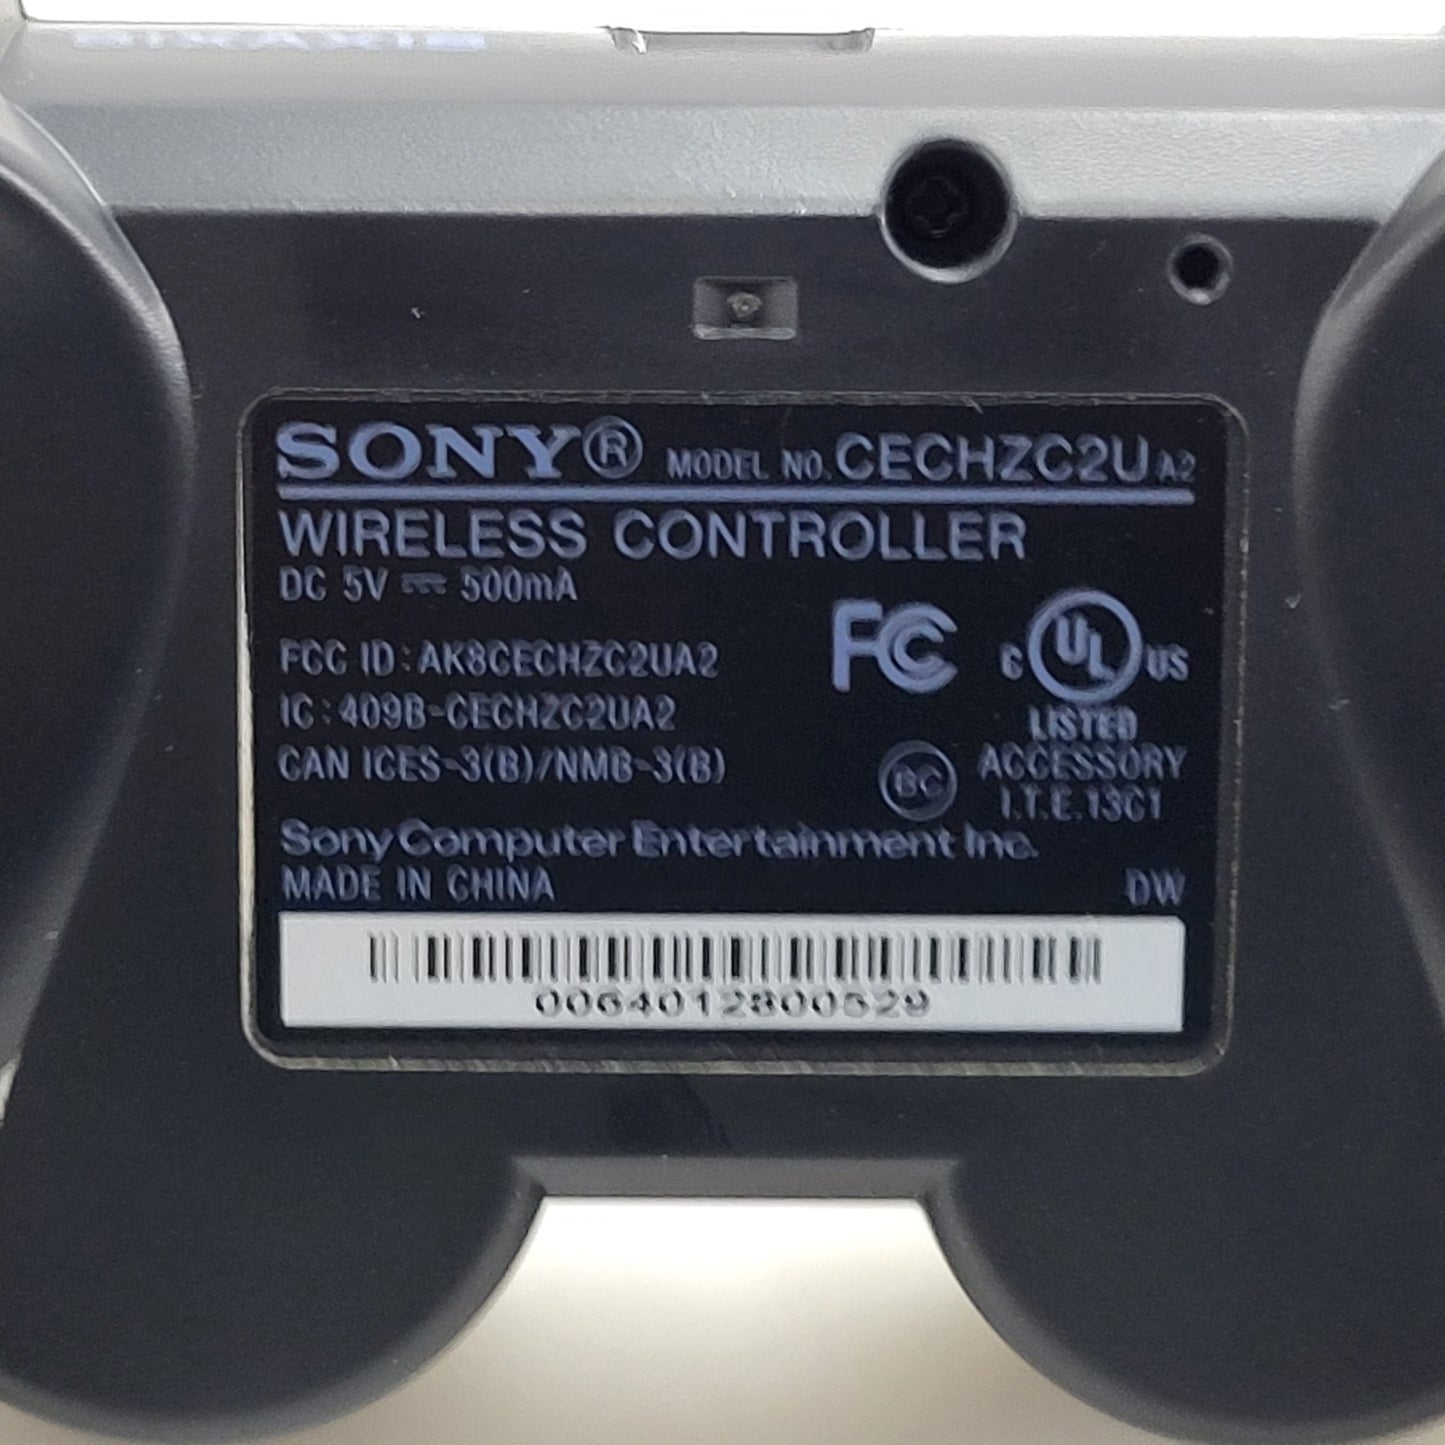 SONY® MODEL NO. CECHZC2U A2
WIRELESS CONTROLLER
DC 5V ⎓ 500mA
FCC ID: AK8CECHZC2UA2
IC: 409B-CECHZC2UA2
CAN ICES-3(B)/NMB-3(B)
FC
C UL US
LISTED
BC
ACCESSORY
I.T.E. 13C1
Sony Computer Entertainment Inc.
MADE IN CHINA
DW
0064012800529